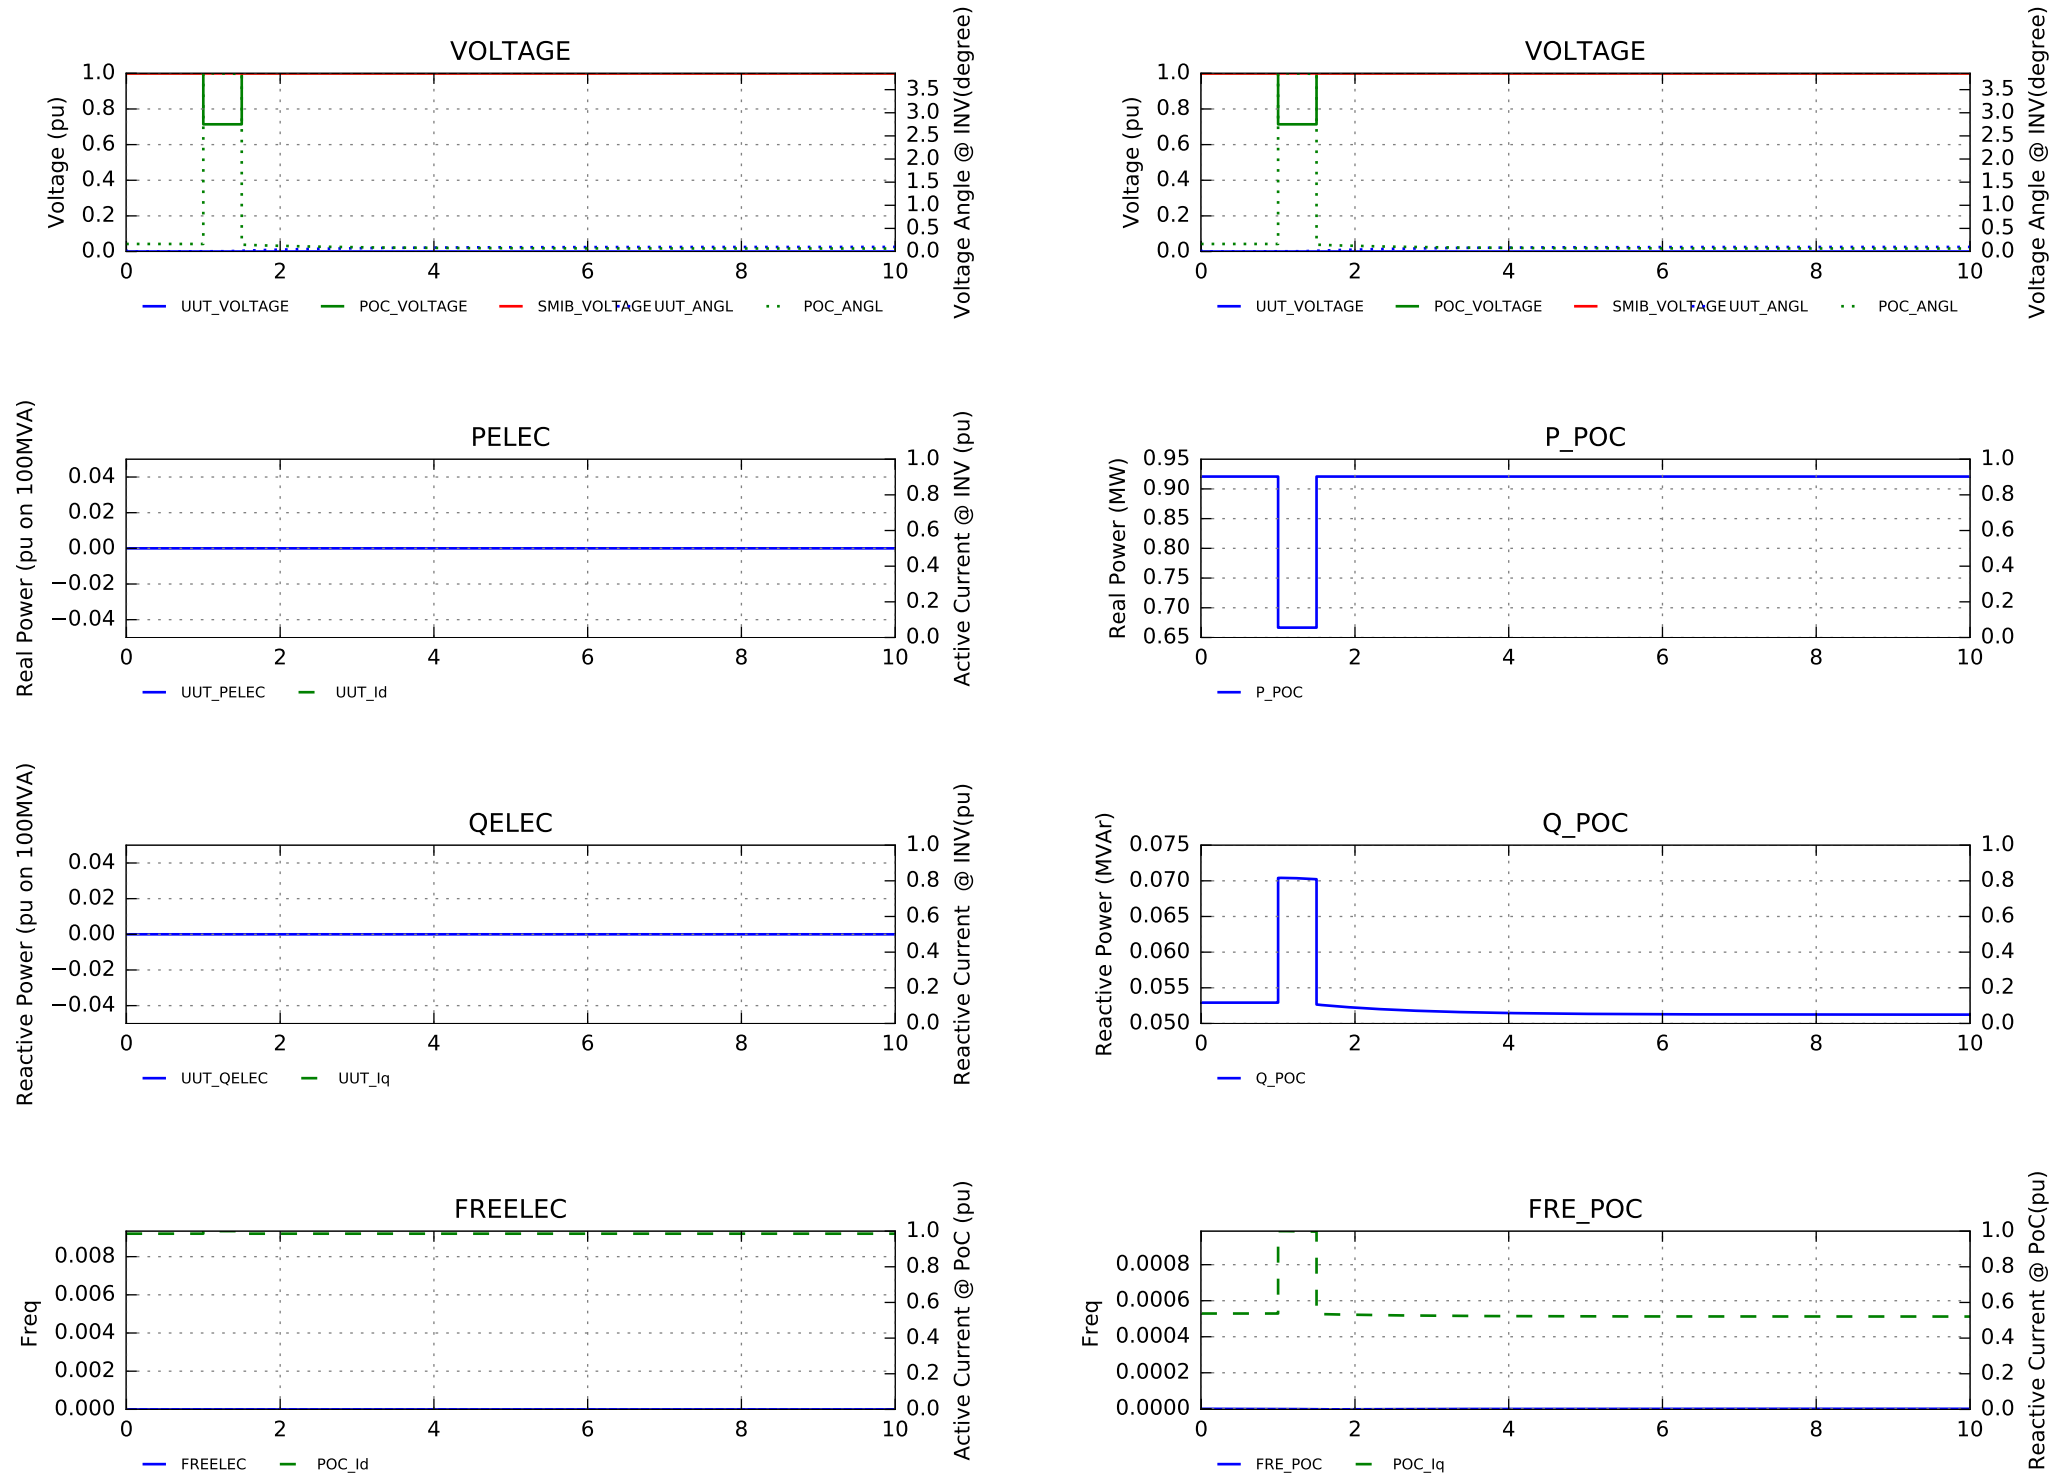 VOLTAGE
Voltage (pu)
1.0
0.8
0.6
0.4
0.2
0.0
3.5
3.0
2.5
2.0
1.5
1.0
0.5
0.0
Voltage Angle @ INV(degree)
0 2 4 6 8 10
UUT_VOLTAGE POC_VOLTAGE SMIB_VOLTAGE UUT_ANGL POC_ANGL
VOLTAGE
Voltage (pu)
1.0
0.8
0.6
0.4
0.2
0.0
3.5
3.0
2.5
2.0
1.5
1.0
0.5
0.0
Voltage Angle @ INV(degree)
0 2 4 6 8 10
UUT_VOLTAGE POC_VOLTAGE SMIB_VOLTAGE UUT_ANGL POC_ANGL
PELEC
Real Power (pu on 100MVA)
0.04
0.02
0.00
−0.02
−0.04
1.0
0.8
0.6
0.4
0.2
0.0
Active Current @ INV (pu)
0 2 4 6 8 10
UUT_PELEC UUT_Id
P_POC
Real Power (MW)
0.95
0.90
0.85
0.80
0.75
0.70
0.65
1.0
0.8
0.6
0.4
0.2
0.0
0 2 4 6 8 10
P_POC
QELEC
Reactive Power (pu on 100MVA)
0.04
0.02
0.00
−0.02
−0.04
1.0
0.8
0.6
0.4
0.2
0.0
Reactive Current @ INV(pu)
0 2 4 6 8 10
UUT_QELEC UUT_Iq
Q_POC
Reactive Power (MVAr)
0.075
0.070
0.065
0.060
0.055
0.050
1.0
0.8
0.6
0.4
0.2
0.0
0 2 4 6 8 10
Q_POC
FREELEC
Freq
0.008
0.006
0.004
0.002
0.000
1.0
0.8
0.6
0.4
0.2
0.0
Active Current @ PoC (pu)
0 2 4 6 8 10
FREELEC POC_Id
FRE_POC
Freq
0.0008
0.0006
0.0004
0.0002
0.0000
1.0
0.8
0.6
0.4
0.2
0.0
Reactive Current @ PoC(pu)
0 2 4 6 8 10
FRE_POC POC_Iq